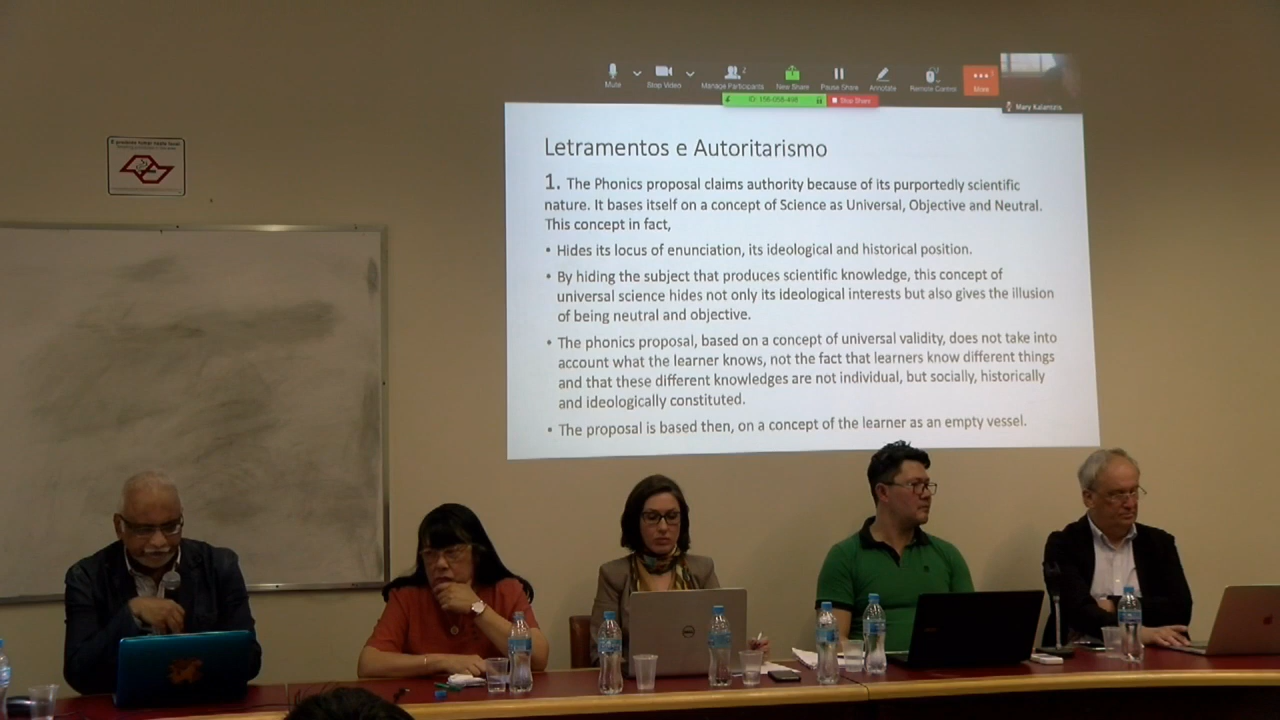 Mute
Stop Video
Manage Participants
New Share
Pause Share
Annotate
Remote Control
More
Stop Share
Mary Kalantzis
Letramentos e Autoritarismo
1. The Phonics proposal claims authority because of its purportedly scientific
nature. It bases itself on a concept of Science as Universal, Objective and Neutral.
This concept in fact,
• Hides its locus of enunciation, its ideological and historical position.
• By hiding the subject that produces scientific knowledge, this concept of
universal science hides not only its ideological interests but also gives the illusion
of being neutral and objective.
• The phonics proposal, based on a concept of universal validity, does not take into
account what the learner knows, not the fact that learners know different things
and that these different knowledges are not individual, but socially, historically
and ideologically constituted.
• The proposal is based then, on a concept of the learner as an empty vessel.
DELL